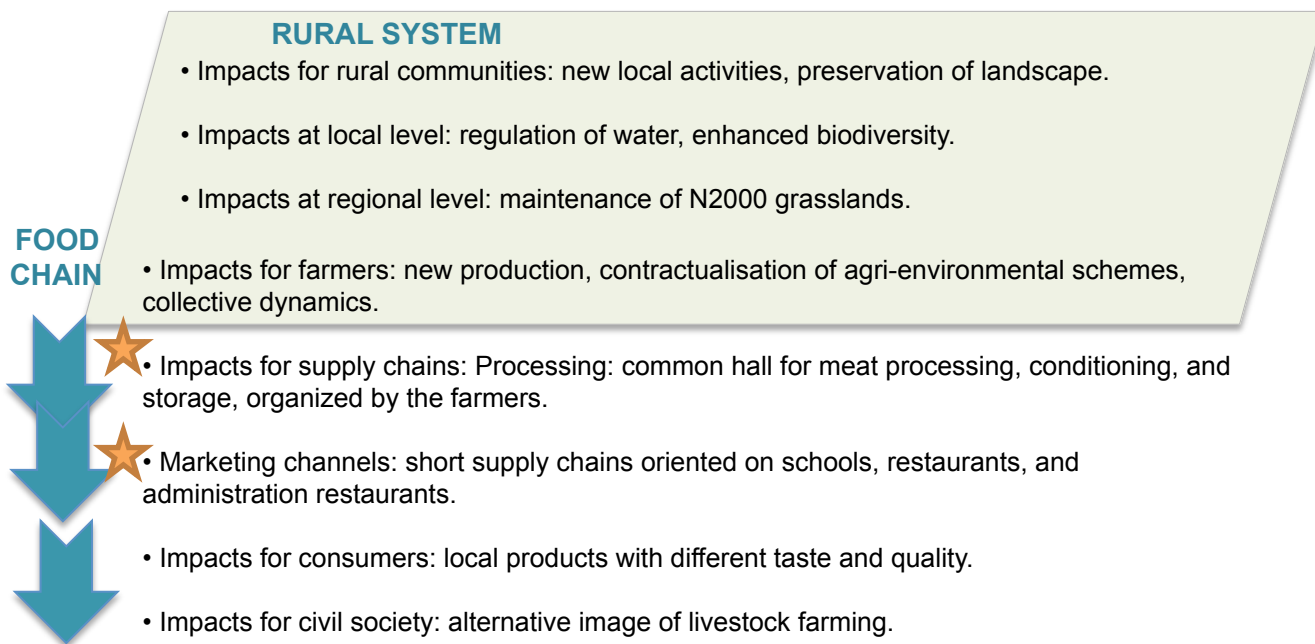 RURAL SYSTEM
• Impacts for rural communities: new local activities, preservation of landscape.
• Impacts at local level: regulation of water, enhanced biodiversity.
• Impacts at regional level: maintenance of N2000 grasslands.
FOOD
CHAIN
• Impacts for farmers: new production, contractualisation of agri-environmental schemes,
collective dynamics.
• Impacts for supply chains: Processing: common hall for meat processing, conditioning, and
storage, organized by the farmers.
• Marketing channels: short supply chains oriented on schools, restaurants, and
administration restaurants.
• Impacts for consumers: local products with different taste and quality.
• Impacts for civil society: alternative image of livestock farming.